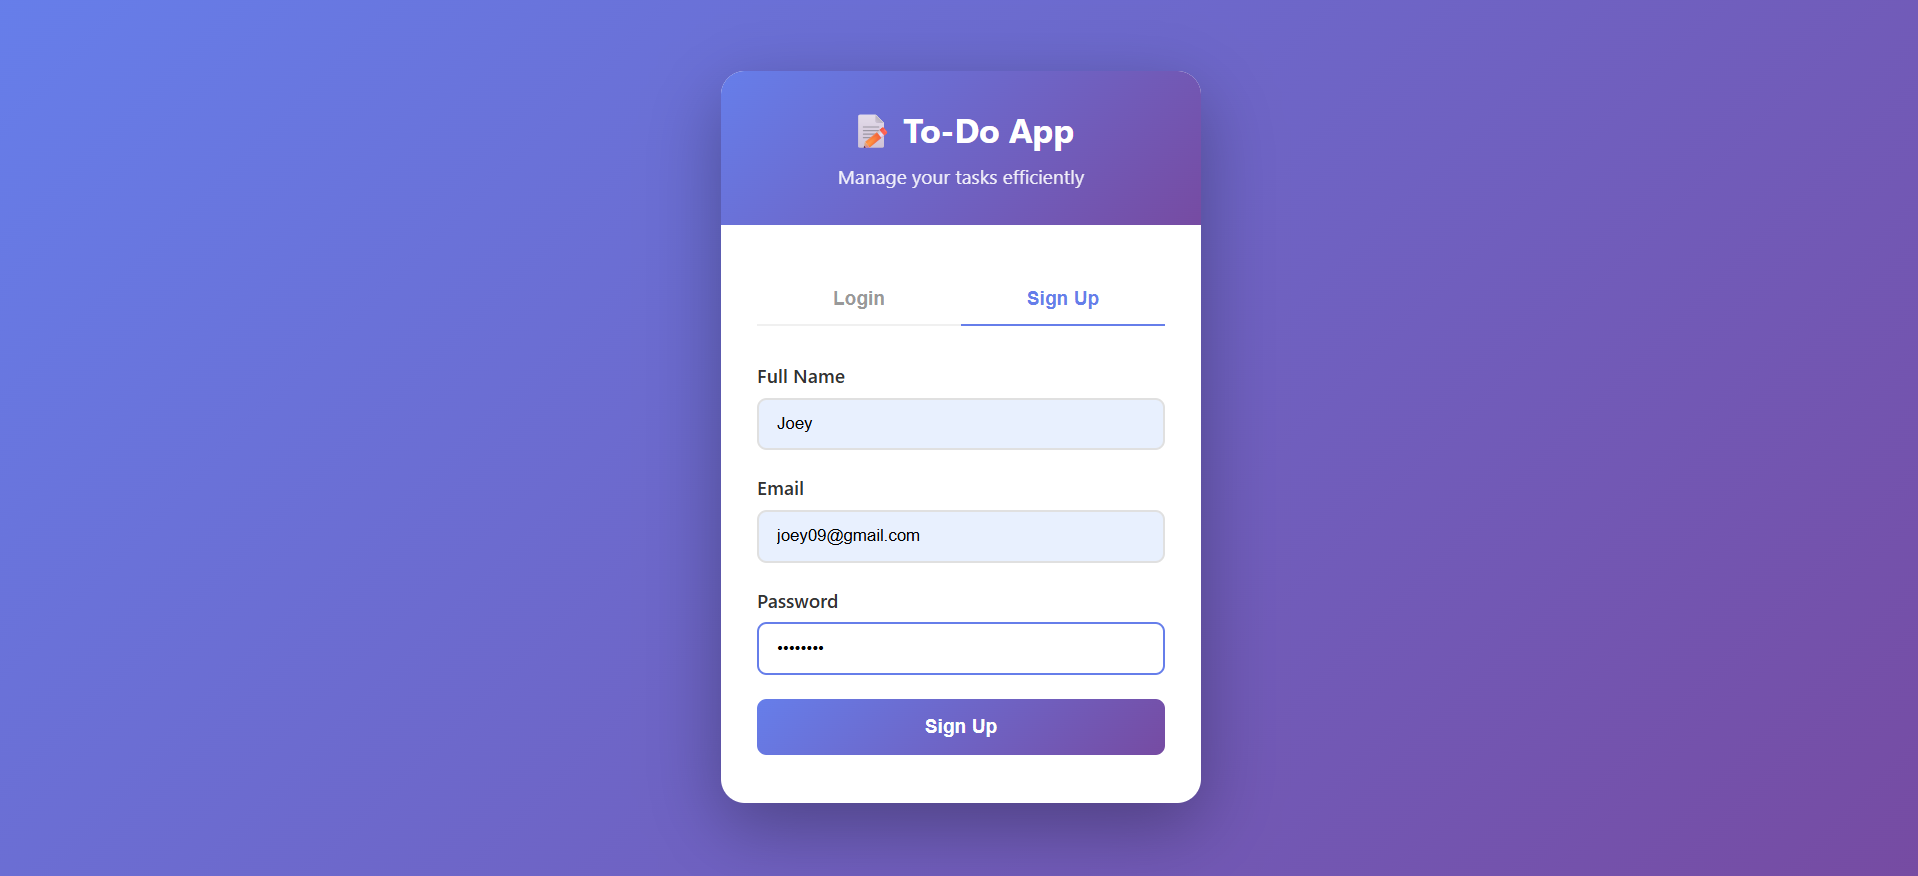 📝 To-Do App
Manage your tasks efficiently
Login Sign Up
Full Name
Joey
Email
joey09@gmail.com
Password
••••••••
Sign Up